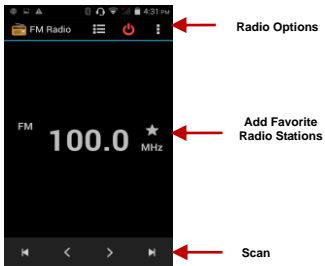 4:31 PM
FM Radio
Radio Options
FM
100.0
MHz
Add Favorite
Radio Stations
Scan